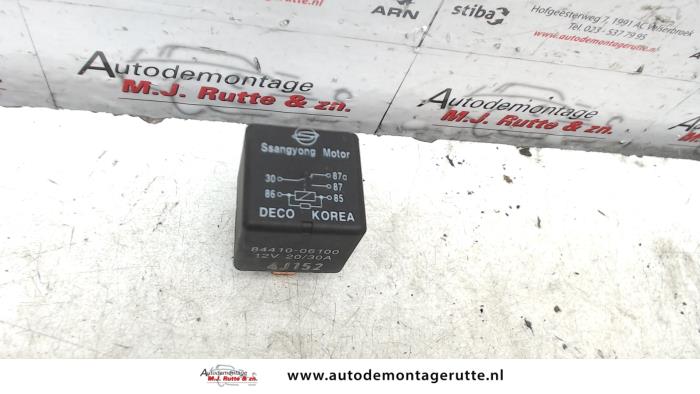 ARN
stiba
Hofgeesterweg 7, 1991 AC Velserbroek
Tel. 023 - 537 79 95
www.autodemontagerutte.nl
Autodemontage
M.J. Rutte & zn.
Autodemontage
M.J. Rutte & zn.
Ssangyong Motor
30 87a
87
86 85
DECO KOREA
84410-06100
12V 20/30A
4J152
Autodemontage
M.J. Rutte & zn.
www.autodemontagerutte.nl